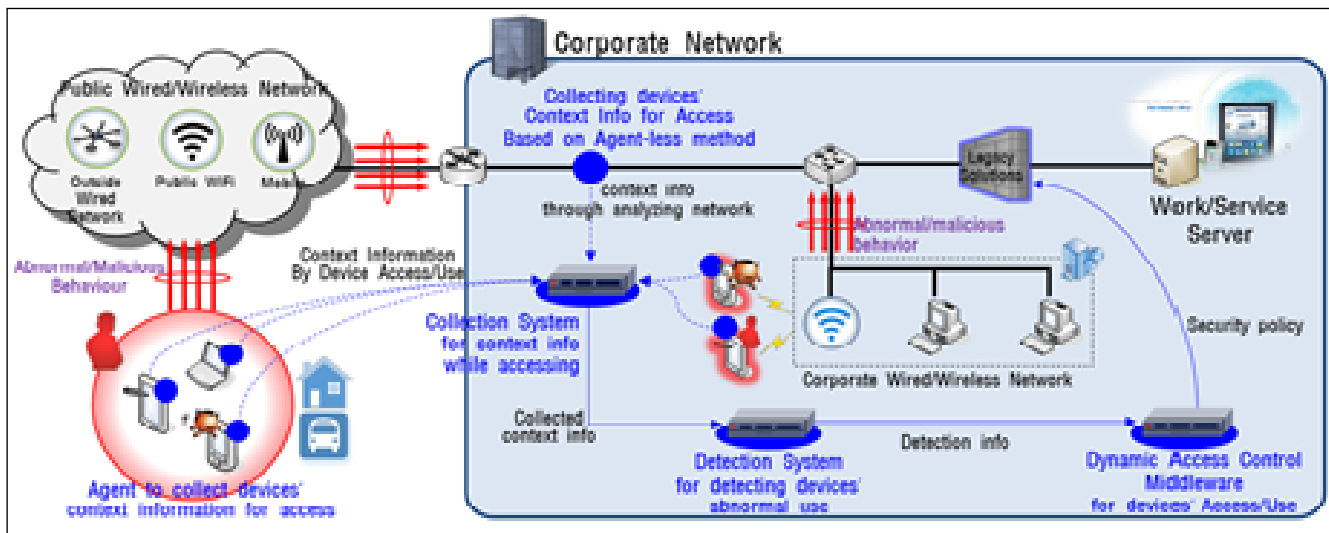 Corporate Network
Public Wired/Wireless Network
Outside
Wired
Network
Public WiFi
Mobile
Collecting devices'
Context Info for Access
Based on Agent-less method
context info
through analyzing network
Legacy
Solutions
Work/Service
Server
Abnormal/Malicious
Behaviour
Context Information
By Device Access/Use
Abnormal/malicious
behavior
Collection System
for context info
while accessing
Corporate Wired/Wireless Network
Security policy
Collected
context info
Detection info
Agent to collect devices'
context information for access
Detection System
for detecting devices'
abnormal use
Dynamic Access Control
Middleware
for devices' Access/Use